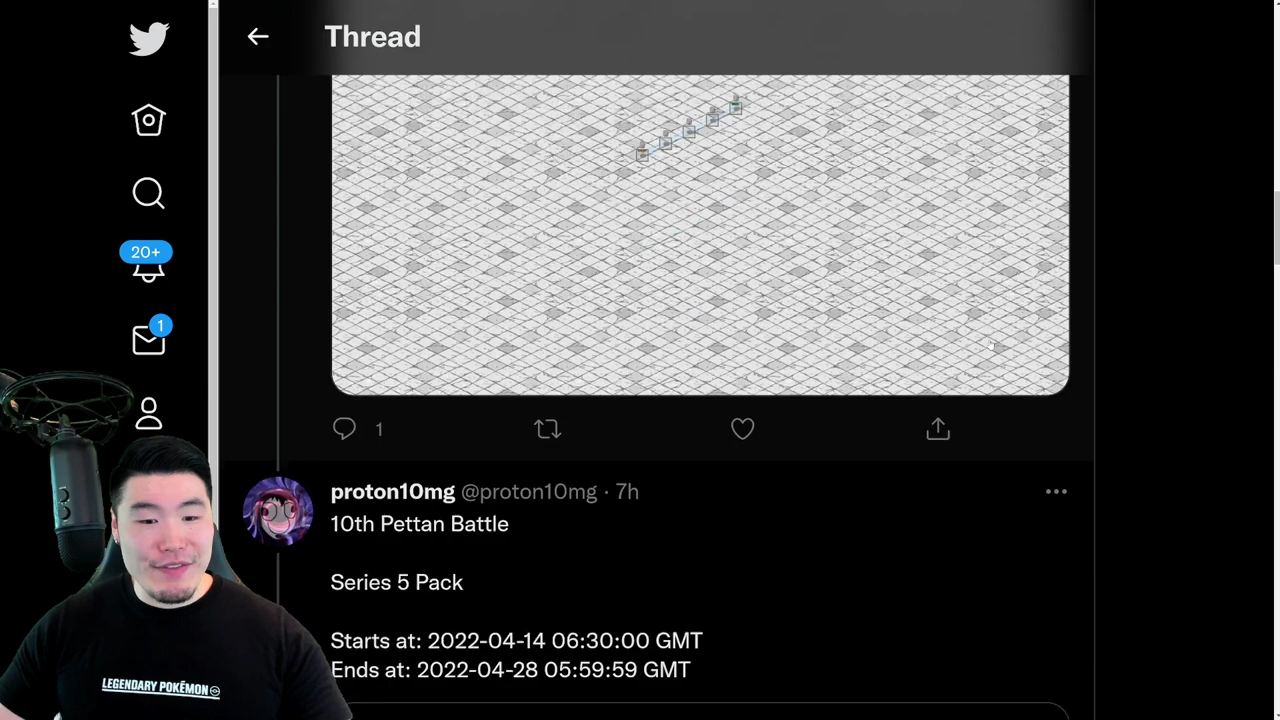 Thread
20+
1
1
proton10mg @proton10mg · 7h
10th Pettan Battle
Series 5 Pack
Starts at: 2022-04-14 06:30:00 GMT
Ends at: 2022-04-28 05:59:59 GMT
LEGENDARY POKÉMON